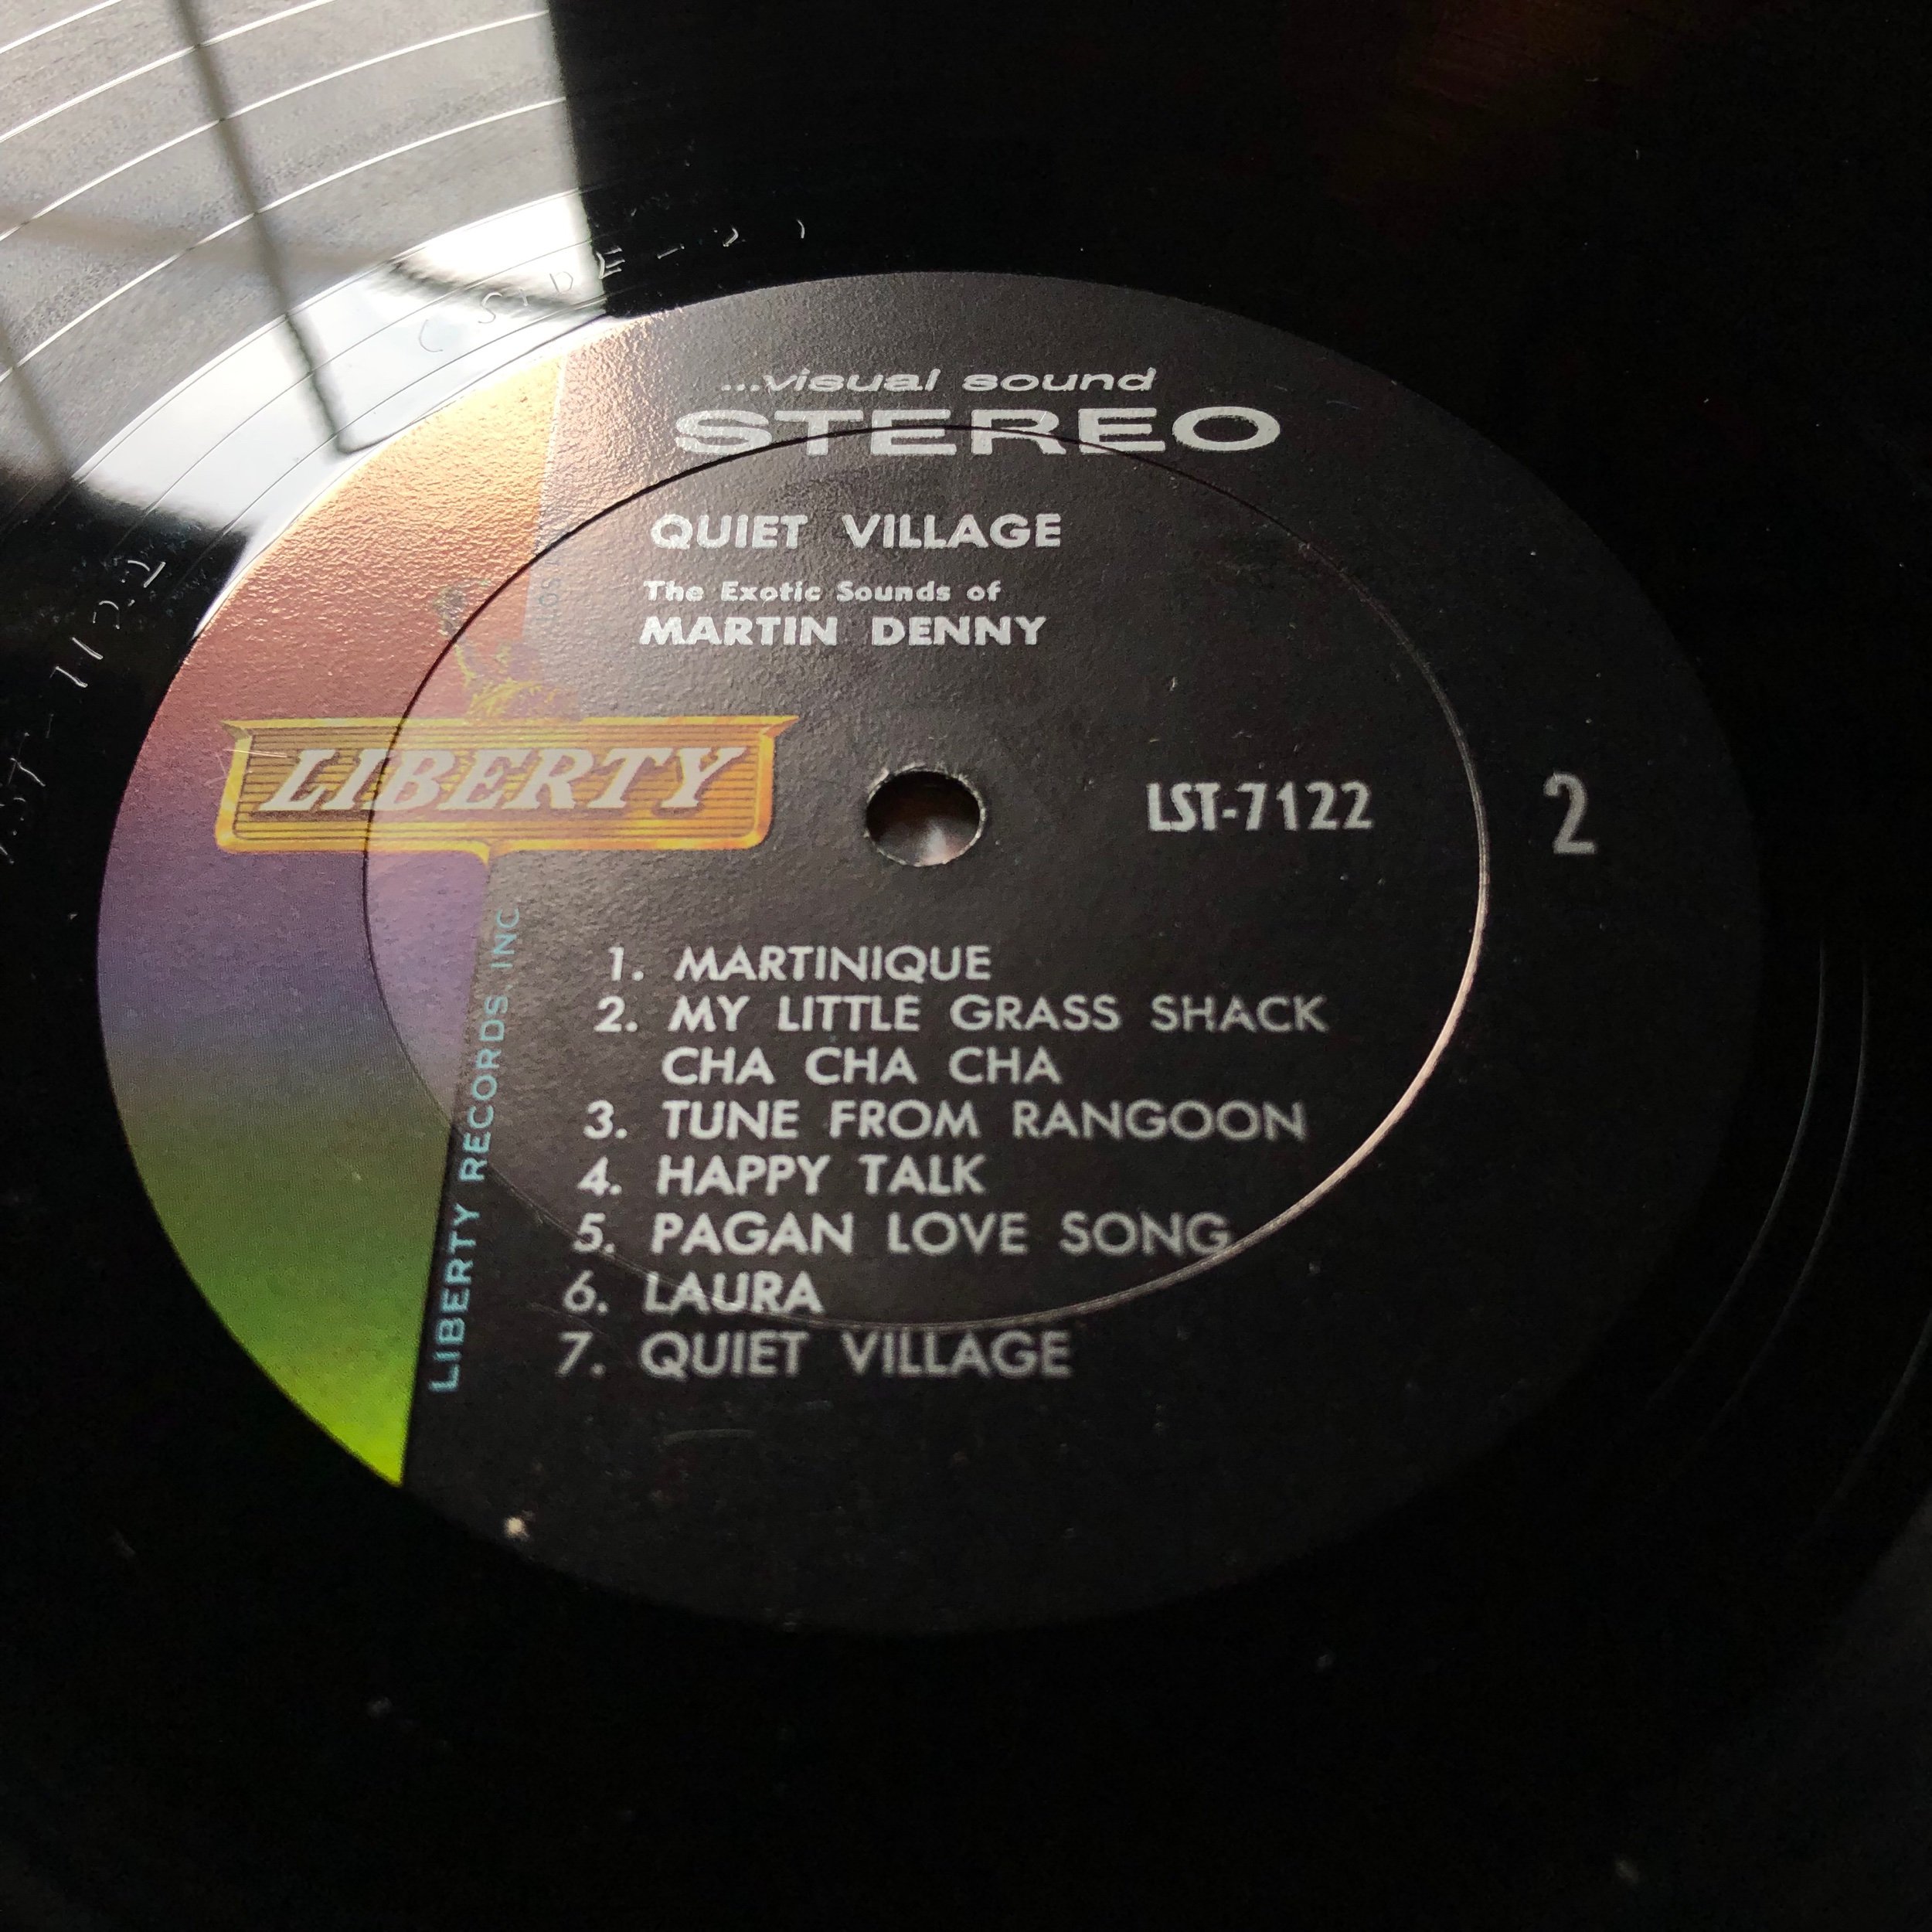 ...visual sound
STEREO
QUIET VILLAGE
The Exotic Sounds of
MARTIN DENNY
LIBERTY
LST-7122
2
1. MARTINIQUE
2. MY LITTLE GRASS SHACK
CHA CHA CHA
3. TUNE FROM RANGOON
4. HAPPY TALK
5. PAGAN LOVE SONG
6. LAURA
7. QUIET VILLAGE
LIBERTY RECORDS, INC